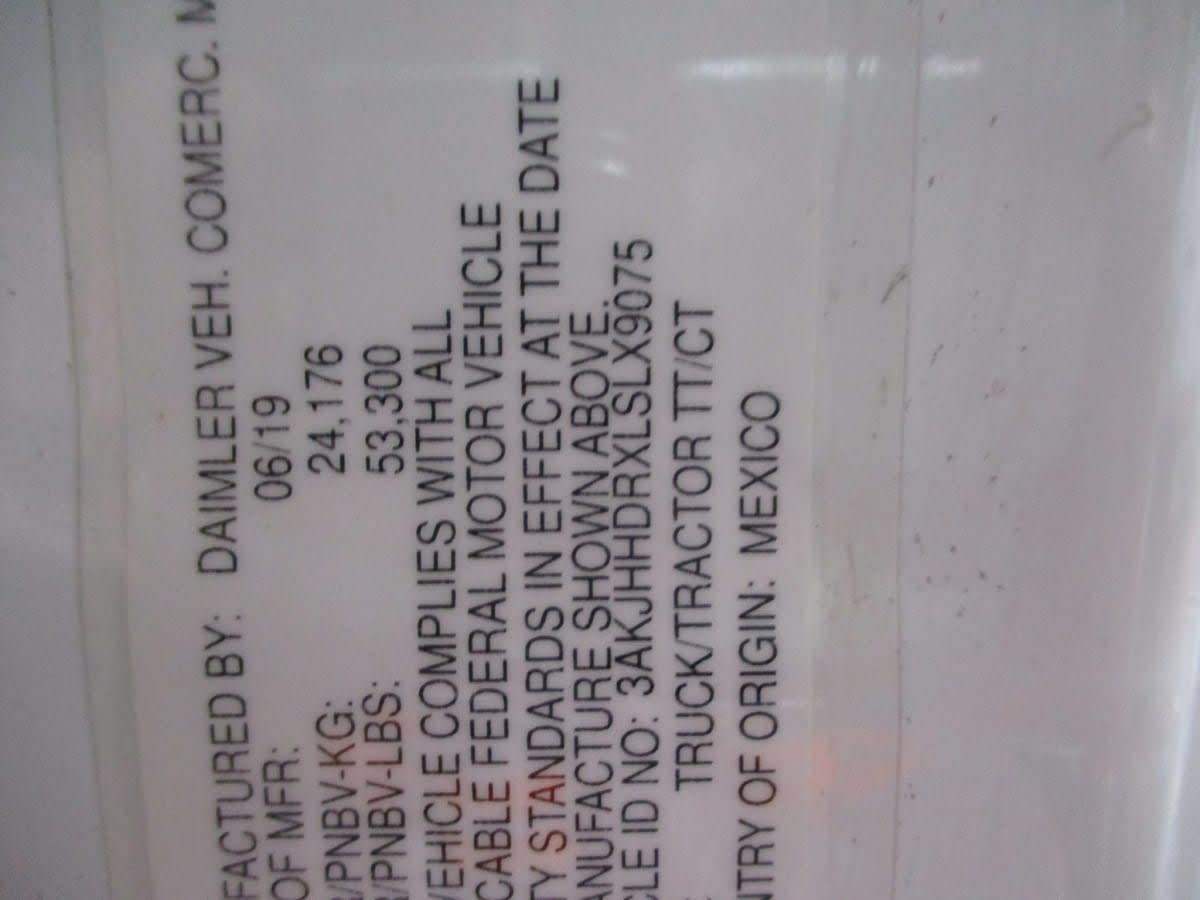 FACTURED BY: DAIMLER VEH. COMERC. M
OF MFR: 06/19
/PNBV-KG: 24,176
/PNBV-LBS: 53,300
VEHICLE COMPLIES WITH ALL
CABLE FEDERAL MOTOR VEHICLE
TY STANDARDS IN EFFECT AT THE DATE
ANUFACTURE SHOWN ABOVE.
CLE ID NO: 3AKJHHDRXLSLX9075
TRUCK/TRACTOR TT/CT
NTRY OF ORIGIN: MEXICO